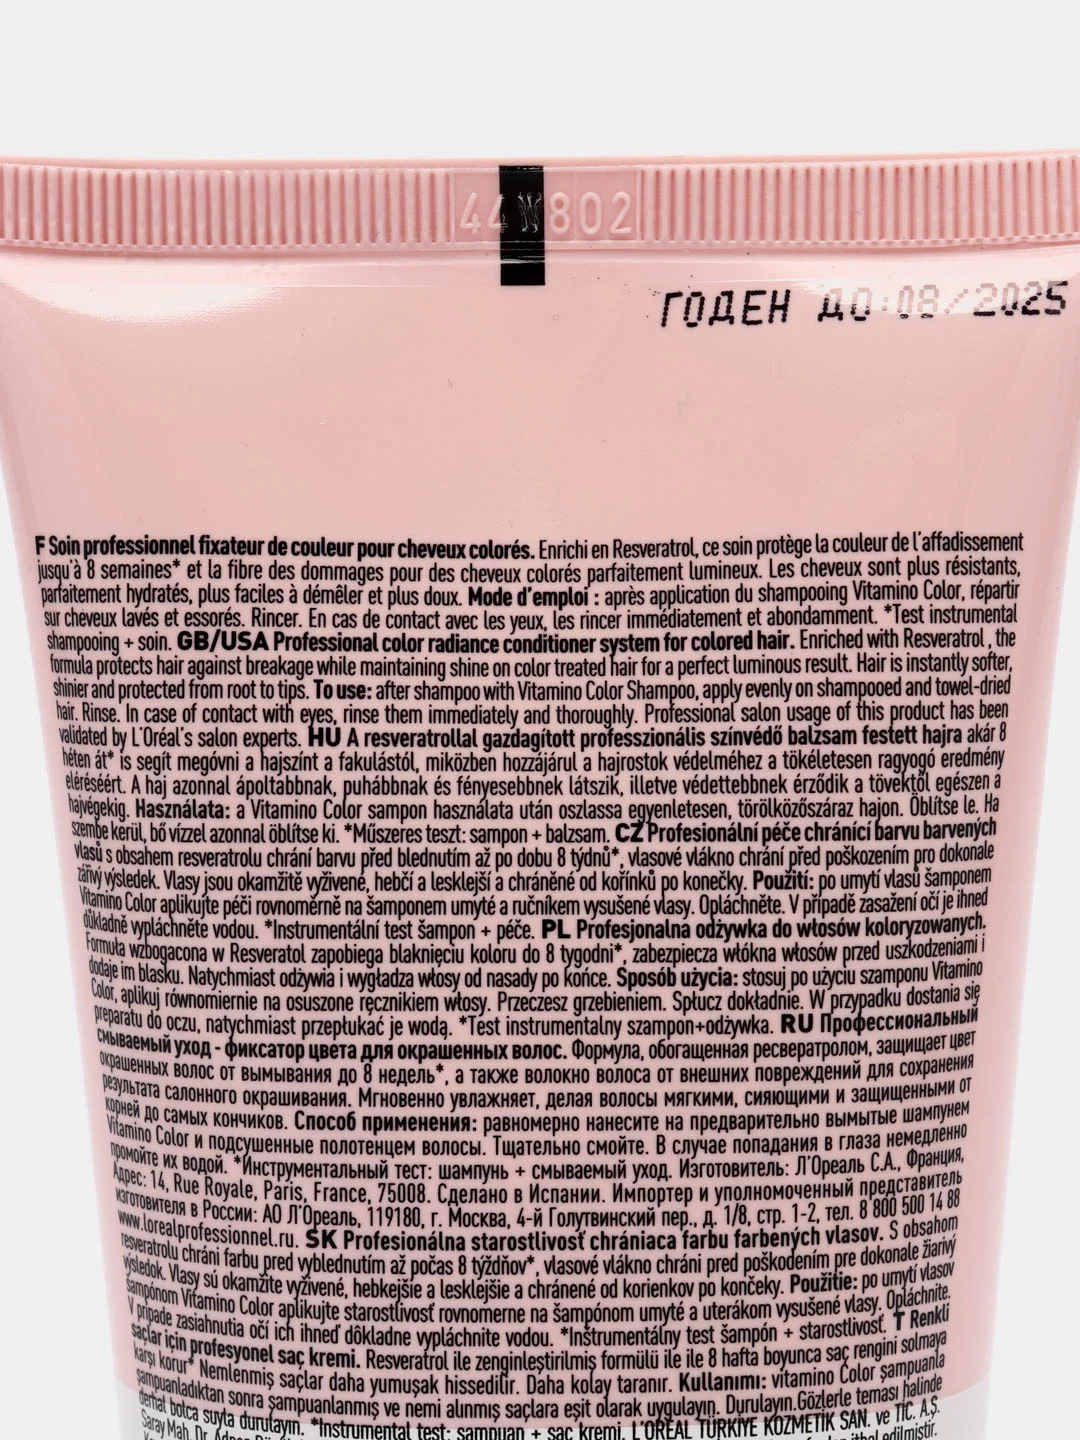 44 802
ГОДЕН ДО:08/2025
F Soin professionnel fixateur de couleur pour cheveux colorés. Enrichi en Resveratrol, ce soin protège la couleur de l'affadissement
jusqu'à 8 semaines* et la fibre des dommages pour des cheveux colorés parfaitement lumineux. Les cheveux sont plus résistants,
parfaitement hydratés, plus faciles à démêler et plus doux. Mode d'emploi : après application du shampooing Vitamino Color, répartir
sur cheveux lavés et essorés. Rincer. En cas de contact avec les yeux, les rincer immédiatement et abondamment. *Test instrumental
shampooing + soin. GB/USA Professional color radiance conditioner system for colored hair. Enriched with Resveratrol , the
formula protects hair against breakage while maintaining shine on color treated hair for a perfect luminous result. Hair is instantly softer,
shinier and protected from root to tips. To use: after shampoo with Vitamino Color Shampoo, apply evenly on shampooed and towel-dried
hair. Rinse. In case of contact with eyes, rinse them immediately and thoroughly. Professional salon usage of this product has been
validated by L'Oréal's salon experts. HU A resveratrollal gazdagított professzionális színvédő balzsam festett hajra akár 8
héten át* is segít megóvni a hajszínt a fakulástól, miközben hozzájárul a hajrostok védelméhez a tökéletesen ragyogó eredmény
eléréséért. A haj azonnal ápoltabbnak, puhábbnak és fényesebbnek látszik, illetve védettebbnek érződik a tövektől egészen a
hajvégekig. Használata: a Vitamino Color sampon használata után oszlassa egyenletesen, törölközőszáraz hajon. Öblítse le. Ha
szembe kerül, bő vízzel azonnal öblítse ki. *Műszeres teszt: sampon + balzsam. CZ Profesionální péče chránící barvu barvených
vlasů s obsahem resveratrolu chrání barvu před blednutím až po dobu 8 týdnů*, vlasové vlákno chrání před poškozením pro dokonale
zářivý výsledek. Vlasy jsou okamžitě vyživené, hebčí a lesklejší a chráněné od kořínků po konečky. Použití: po umytí vlasů šamponem
Vitamino Color aplikujte péči rovnoměrně na šamponem umyté a ručníkem vysušené vlasy. Opláchněte. V případě zasažení očí je ihned
důkladně vypláchněte vodou. *Instrumentální test šampon + péče. PL Profesjonalna odżywka do włosów koloryzowanych.
Formuła wzbogacona w Resveratol zapobiega blaknięciu koloru do 8 tygodni*, zabezpiecza włókna włosów przed uszkodzeniami i
dodaje im blasku. Natychmiast odżywia i wygładza włosy od nasady po końce. Sposób użycia: stosuj po użyciu szamponu Vitamino
Color, aplikuj równomiernie na osuszone ręcznikiem włosy. Przeczesz grzebieniem. Spłucz dokładnie. W przypadku dostania się
preparatu do oczu, natychmiast przepłukać je wodą. *Test instrumentalny szampon+odżywka. RU Профессиональный
смываемый уход - фиксатор цвета для окрашенных волос. Формула, обогащенная ресвератролом, защищает цвет
окрашенных волос от вымывания до 8 недель*, а также волокно волоса от внешних повреждений для сохранения
результата салонного окрашивания. Мгновенно увлажняет, делая волосы мягкими, сияющими и защищенными от
корней до самых кончиков. Способ применения: равномерно нанесите на предварительно вымытые шампунем
Vitamino Color и подсушенные полотенцем волосы. Тщательно смойте. В случае попадания в глаза немедленно
промойте их водой. *Инструментальный тест: шампунь + смываемый уход. Изготовитель: Л'Ореаль С.А., Франция,
Адрес: 14, Rue Royale, Paris, France, 75008. Сделано в Испании. Импортер и уполномоченный представитель
изготовителя в России: АО Л'Ореаль, 119180, г. Москва, 4-й Голутвинский пер., д. 1/8, стр. 1-2, тел. 8 800 500 14 88
www.lorealprofessionnel.ru. SK Profesionálna starostlivosť chrániaca farbu farbených vlasov. S obsahom
resveratrolu chráni farbu pred vyblednutím až počas 8 týždňov*, vlasové vlákno chráni pred poškodením pre dokonale žiarivý
výsledok. Vlasy sú okamžite vyživené, hebkejšie a lesklejšie a chránené od korienkov po končeky. Použitie: po umytí vlasov
šampónom Vitamino Color aplikujte starostlivosť rovnomerne na šampónom umyté a uterákom vysušené vlasy. Opláchnite.
V prípade zasiahnutia očí ich ihneď dôkladne vypláchnite vodou. *Inštrumentálny test šampón + starostlivosť. T Renkli
saçlar için profesyonel saç kremi. Resveratrol ile zenginleştirilmiş formülü ile ile 8 hafta boyunca saç rengini solmaya
karşı korur* Nemlenmiş saçlar daha yumuşak hissedilir. Daha kolay taranır. Kullanımı: vitamino Color şampuanla
şampuanladıktan sonra şampuanlanmış ve nemi alınmış saçlara eşit olarak uygulayın. Durulayın.Gözlerle teması halinde
derhal bolca suyla durulayın. *Instrumental test: şampuan + saç kremi. L'ORÉAL TÜRKİYE KOZMETİK SAN. ve TİC. A.Ş.
Saray Mah. Dr. Adnan